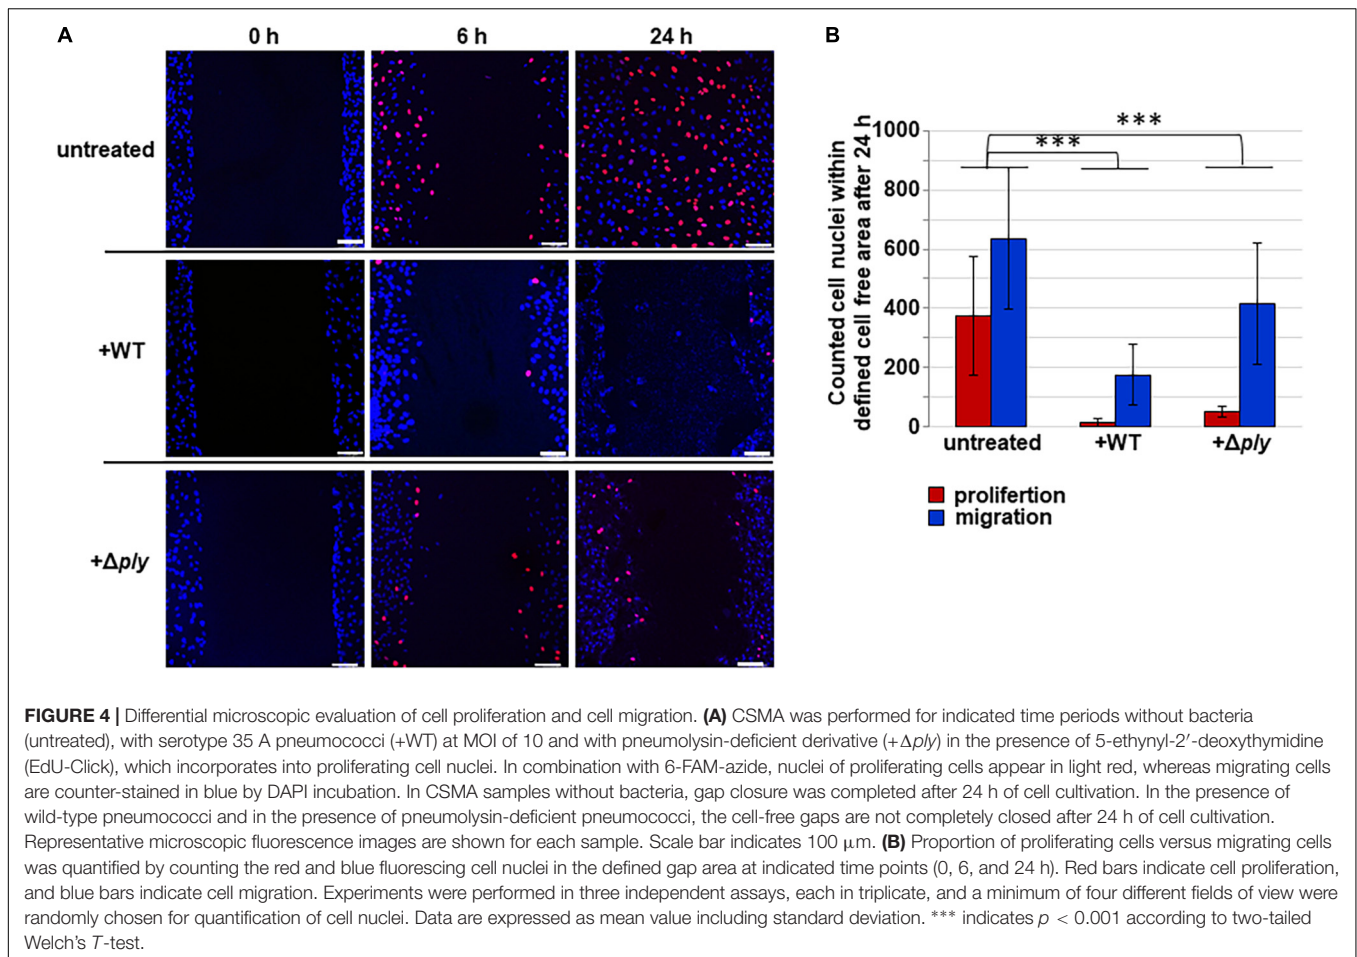 A
0 h
6 h
24 h
untreated
+WT
+Δply
B
Counted cell nuclei within
defined cell free area after 24 h
1000
800
600
400
200
0
***
***
untreated
+WT
+Δply
prolifertion
migration
FIGURE 4 | Differential microscopic evaluation of cell proliferation and cell migration. (A) CSMA was performed for indicated time periods without bacteria
(untreated), with serotype 35 A pneumococci (+WT) at MOI of 10 and with pneumolysin-deficient derivative (+Δply) in the presence of 5-ethynyl-2′-deoxythymidine
(EdU-Click), which incorporates into proliferating cell nuclei. In combination with 6-FAM-azide, nuclei of proliferating cells appear in light red, whereas migrating cells
are counter-stained in blue by DAPI incubation. In CSMA samples without bacteria, gap closure was completed after 24 h of cell cultivation. In the presence of
wild-type pneumococci and in the presence of pneumolysin-deficient pneumococci, the cell-free gaps are not completely closed after 24 h of cell cultivation.
Representative microscopic fluorescence images are shown for each sample. Scale bar indicates 100 μm. (B) Proportion of proliferating cells versus migrating cells
was quantified by counting the red and blue fluorescing cell nuclei in the defined gap area at indicated time points (0, 6, and 24 h). Red bars indicate cell proliferation,
and blue bars indicate cell migration. Experiments were performed in three independent assays, each in triplicate, and a minimum of four different fields of view were
randomly chosen for quantification of cell nuclei. Data are expressed as mean value including standard deviation. *** indicates p < 0.001 according to two-tailed
Welch's T-test.